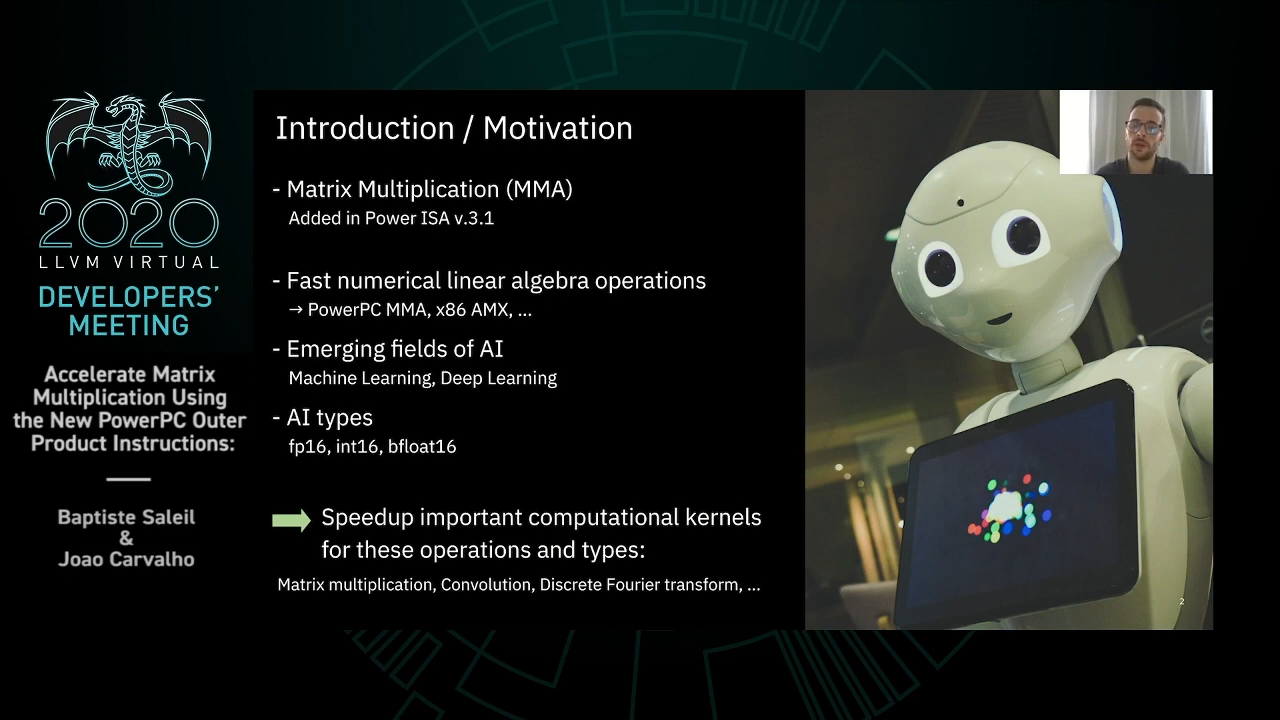 2020
LLVM VIRTUAL
DEVELOPERS'
MEETING
Accelerate Matrix
Multiplication Using
the New PowerPC Outer
Product Instructions:
Baptiste Saleil
&
Joao Carvalho
Introduction / Motivation
- Matrix Multiplication (MMA)
Added in Power ISA v.3.1
- Fast numerical linear algebra operations
→ PowerPC MMA, x86 AMX, ...
- Emerging fields of AI
Machine Learning, Deep Learning
- AI types
fp16, int16, bfloat16
Speedup important computational kernels
for these operations and types:
Matrix multiplication, Convolution, Discrete Fourier transform, ...
2